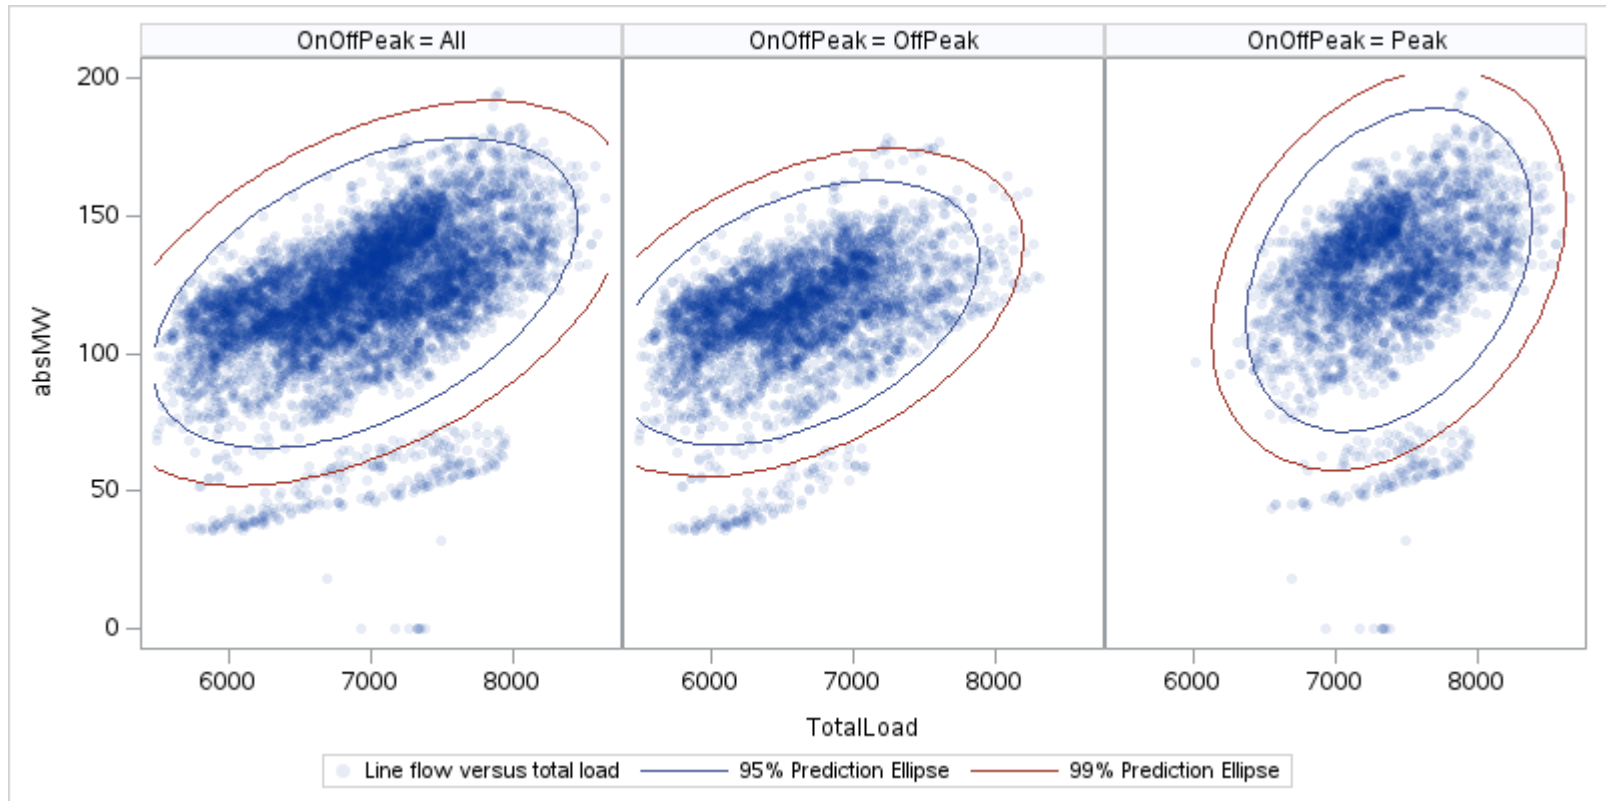 OnOffPeak = All
OnOffPeak = OffPeak
OnOffPeak = Peak
200
150
100
50
0
absMW
6000 7000 8000
6000 7000 8000
6000 7000 8000
TotalLoad
Line flow versus total load
95% Prediction Ellipse
99% Prediction Ellipse